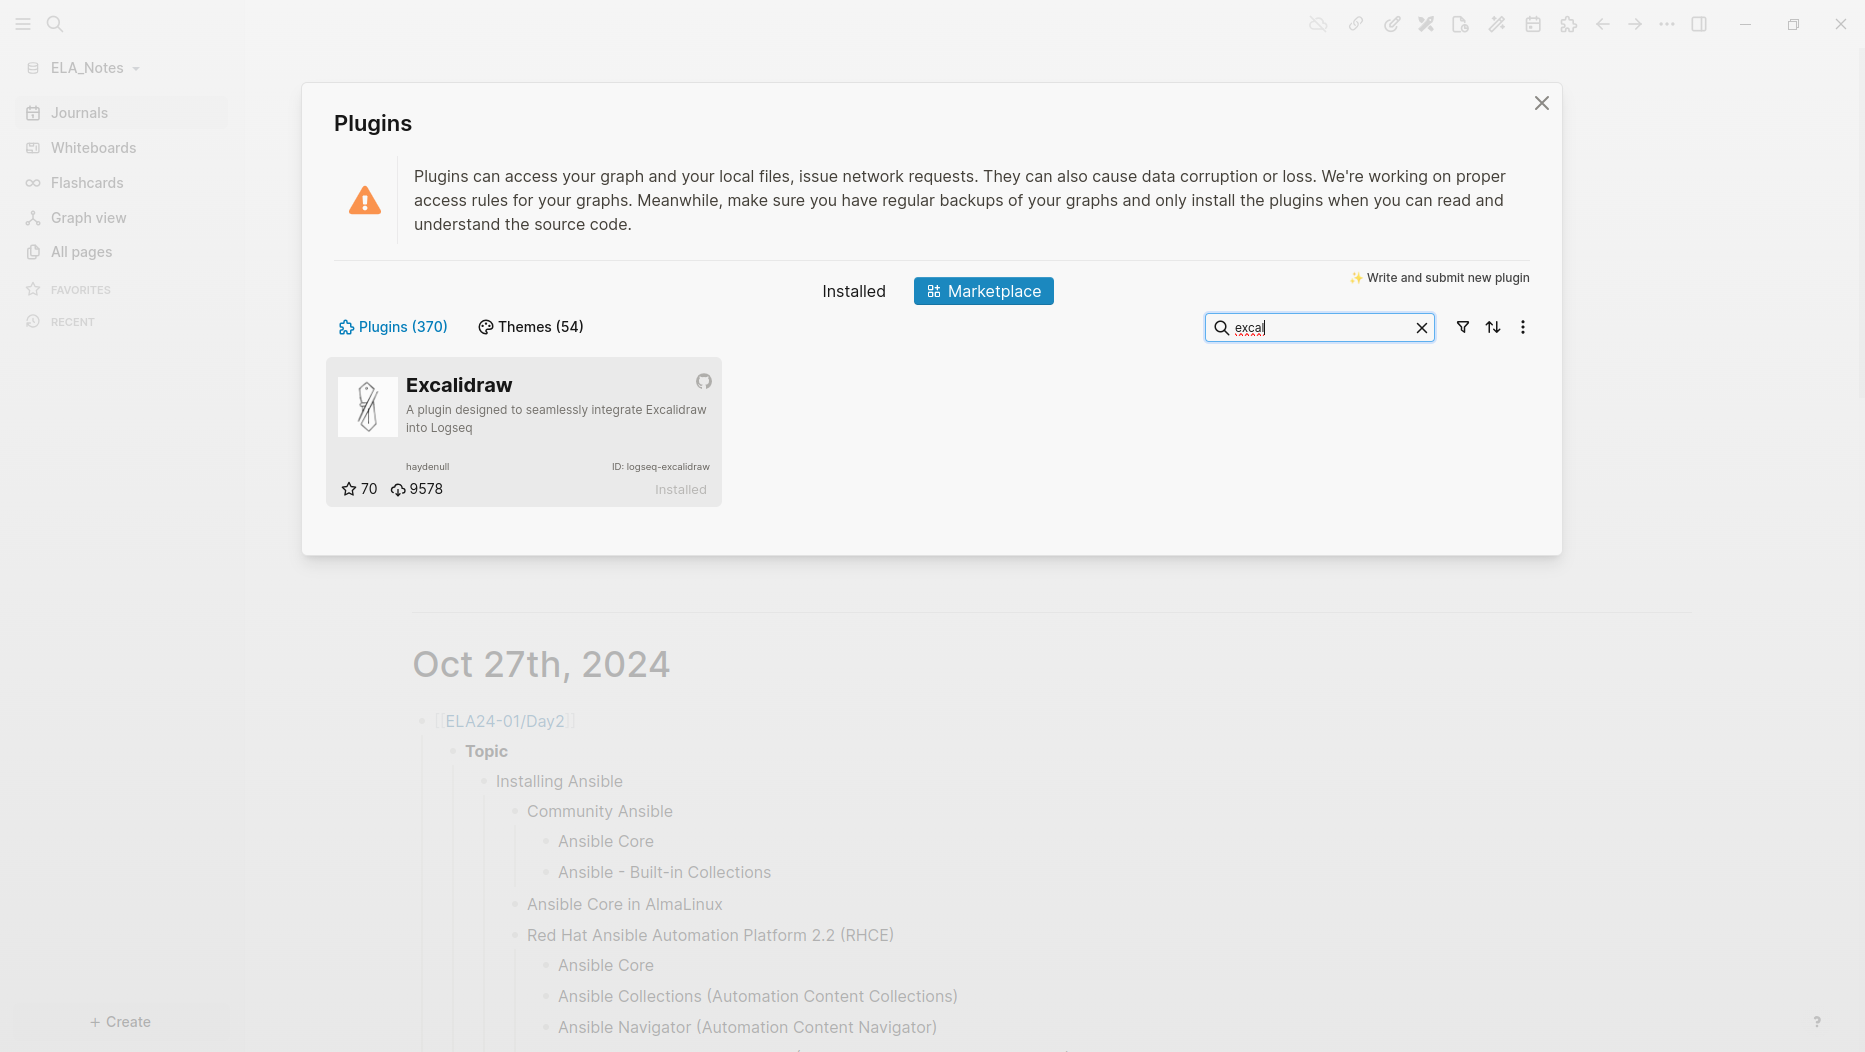 ELA_Notes
Journals
Whiteboards
Flashcards
Graph view
All pages
FAVORITES
RECENT
Plugins
Plugins can access your graph and your local files, issue network requests. They can also cause data corruption or loss. We're working on proper
access rules for your graphs. Meanwhile, make sure you have regular backups of your graphs and only install the plugins when you can read and
understand the source code.
Write and submit new plugin
Installed Marketplace
Plugins (370) Themes (54) excal
Excalidraw
A plugin designed to seamlessly integrate Excalidraw
into Logseq
haydenull ID: logseq-excalidraw
70 9578 Installed
Oct 27th, 2024
[[ELA24-01/Day2]]
Topic
Installing Ansible
Community Ansible
Ansible Core
Ansible - Built-in Collections
Ansible Core in AlmaLinux
Red Hat Ansible Automation Platform 2.2 (RHCE)
Ansible Core
Ansible Collections (Automation Content Collections)
Ansible Navigator (Automation Content Navigator)
+ Create
?